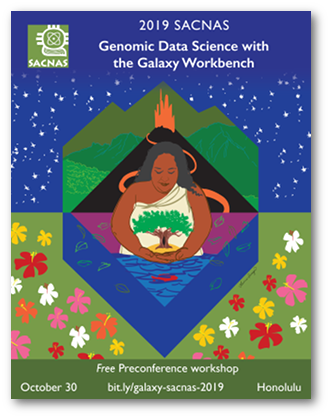 2019 SACNAS
SACNAS
Genomic Data Science with
the Galaxy Workbench
Free Preconference workshop
October 30 bit.ly/galaxy-sacnas-2019 Honolulu